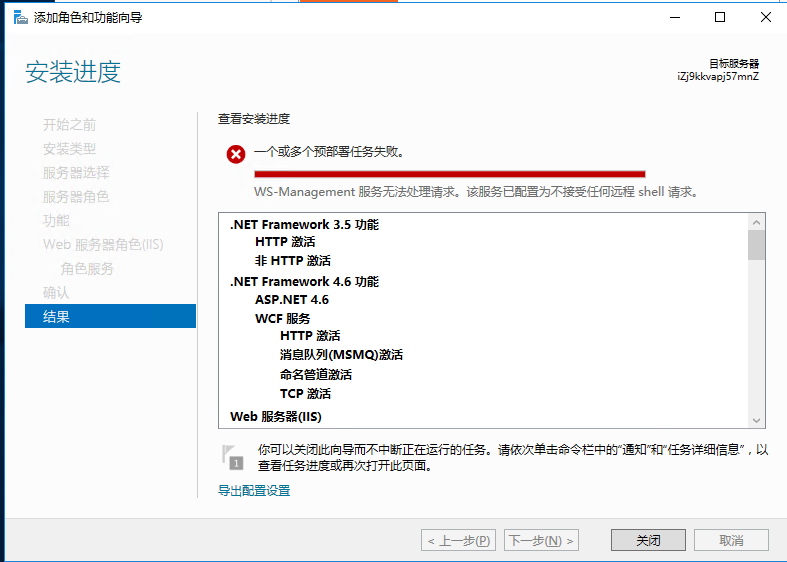 添加角色和功能向导
安装进度
目标服务器
iZj9kkvapj57mnZ
开始之前
安装类型
服务器选择
服务器角色
功能
Web 服务器角色(IIS)
角色服务
确认
结果
查看安装进度
一个或多个预部署任务失败。
WS-Management 服务无法处理请求。该服务已配置为不接受任何远程 shell 请求。
.NET Framework 3.5 功能
HTTP 激活
非 HTTP 激活
.NET Framework 4.6 功能
ASP.NET 4.6
WCF 服务
HTTP 激活
消息队列(MSMQ)激活
命名管道激活
TCP 激活
Web 服务器(IIS)
1
你可以关闭此向导而不中断正在运行的任务。请依次单击命令栏中的“通知”和“任务详细信息”，以
查看任务进度或再次打开此页面。
导出配置设置
< 上一步(P)
下一步(N) >
关闭
取消